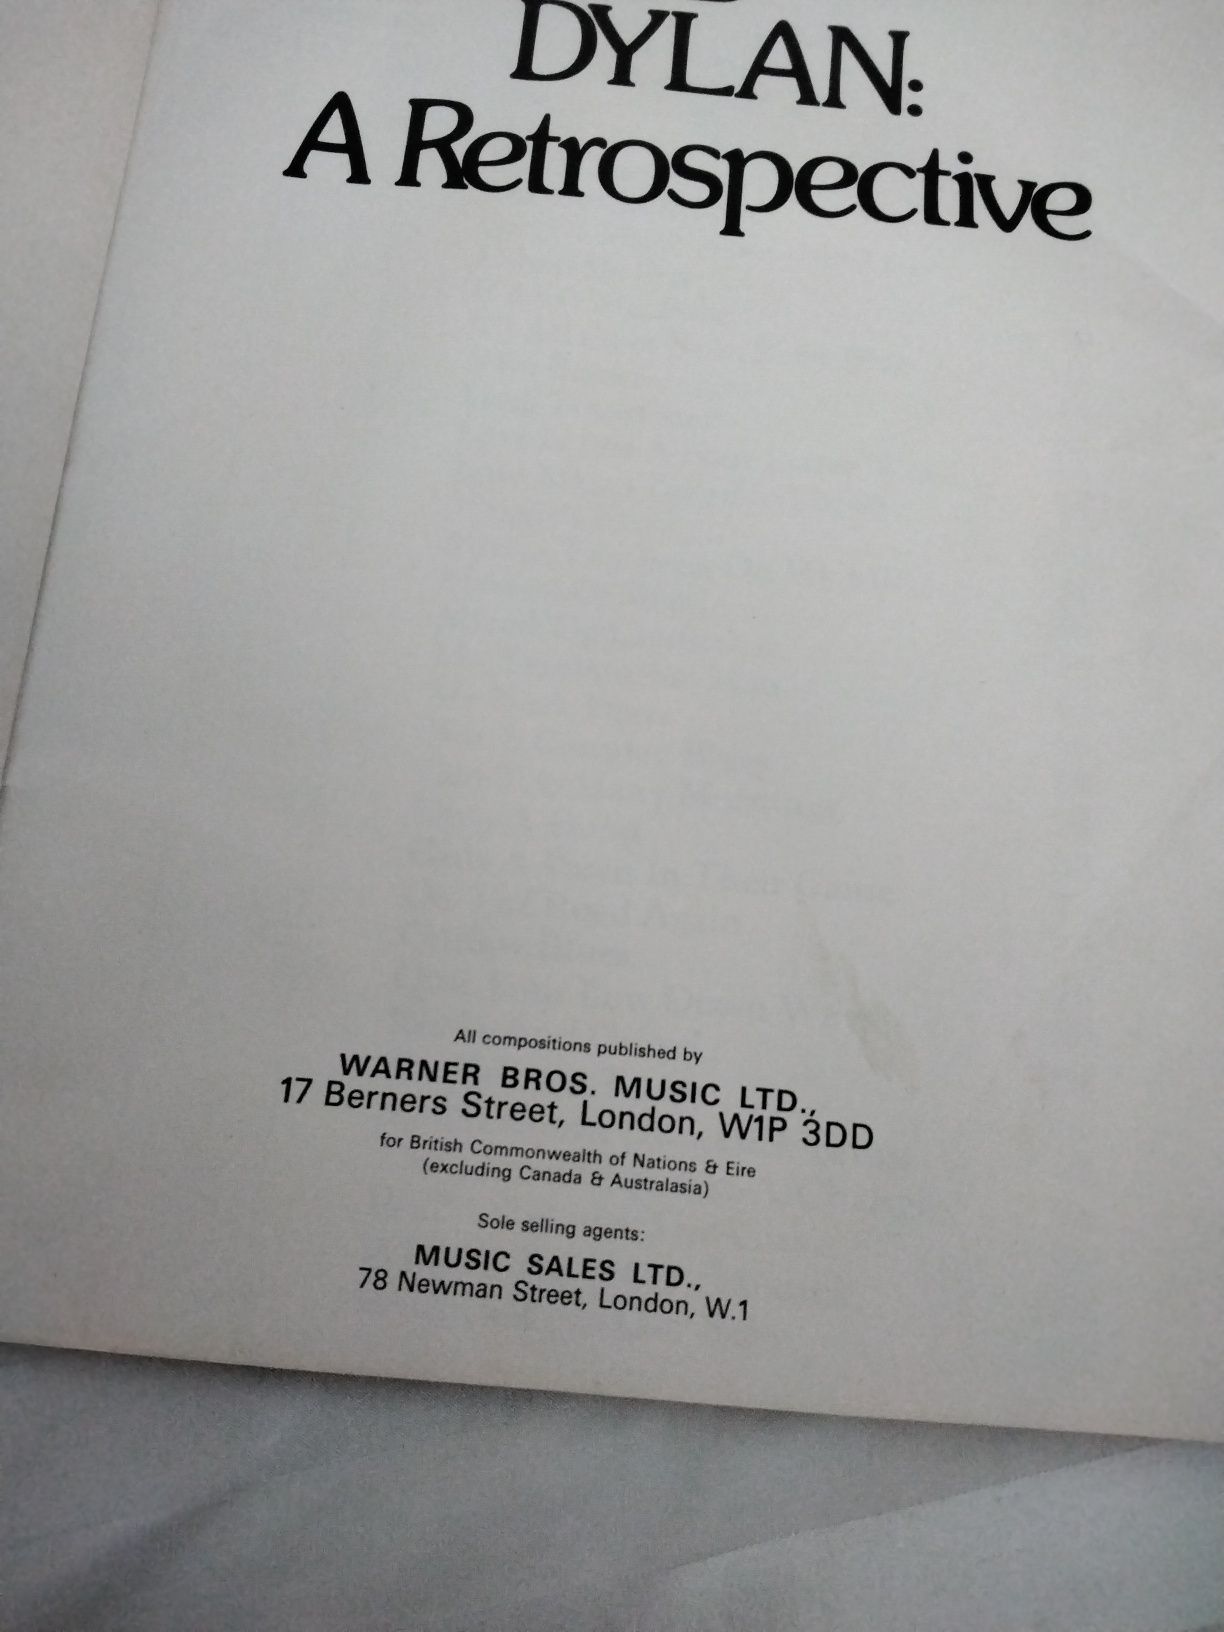 DYLAN:
A Retrospective
All compositions published by
WARNER BROS. MUSIC LTD.,
17 Berners Street, London, W1P 3DD
for British Commonwealth of Nations & Eire
(excluding Canada & Australasia)
Sole selling agents:
MUSIC SALES LTD.,
78 Newman Street, London, W.1